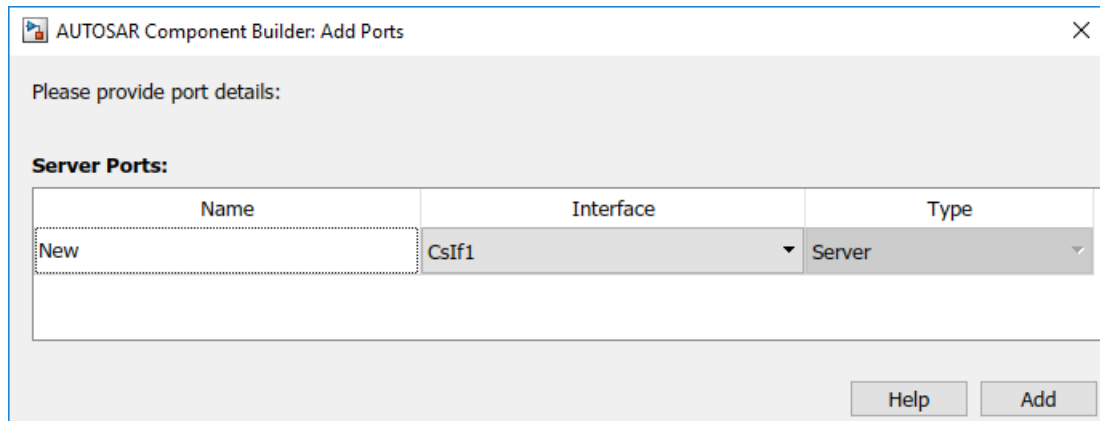 AUTOSAR Component Builder: Add Ports
Please provide port details:
Server Ports:
Name Interface Type
New CsIf1 Server
Help Add